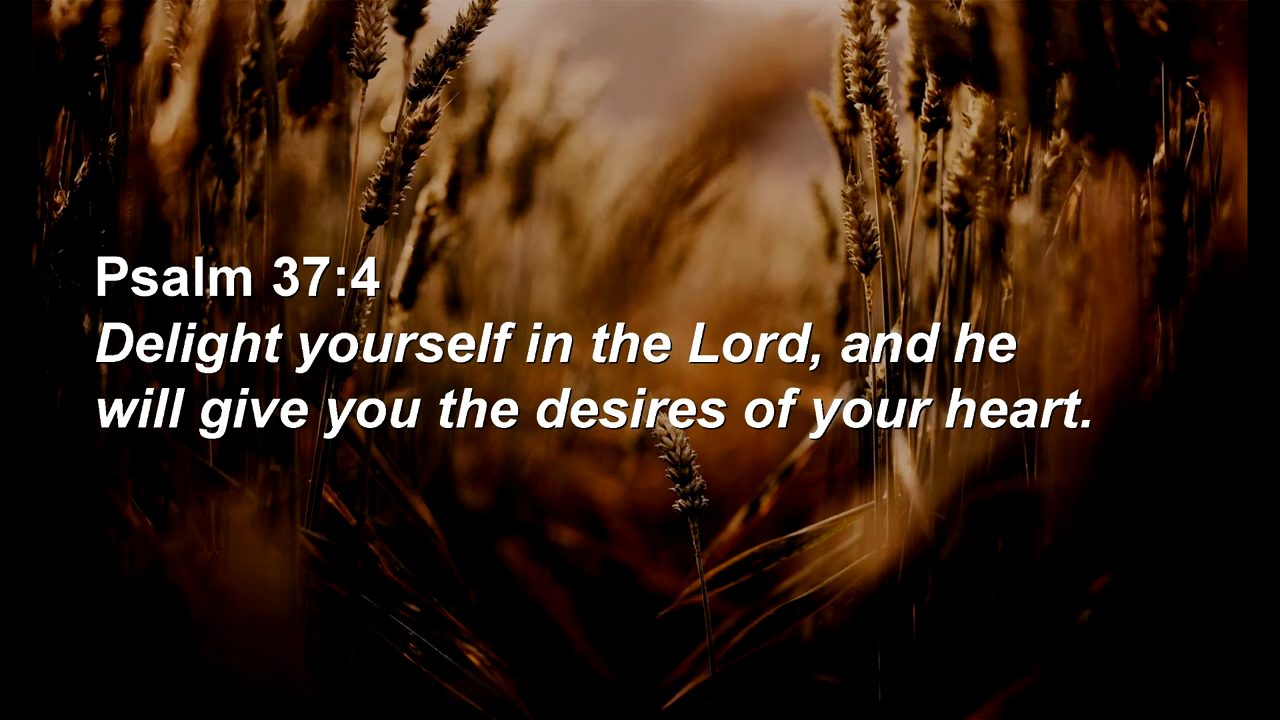 Psalm 37:4
Delight yourself in the Lord, and he
will give you the desires of your heart.